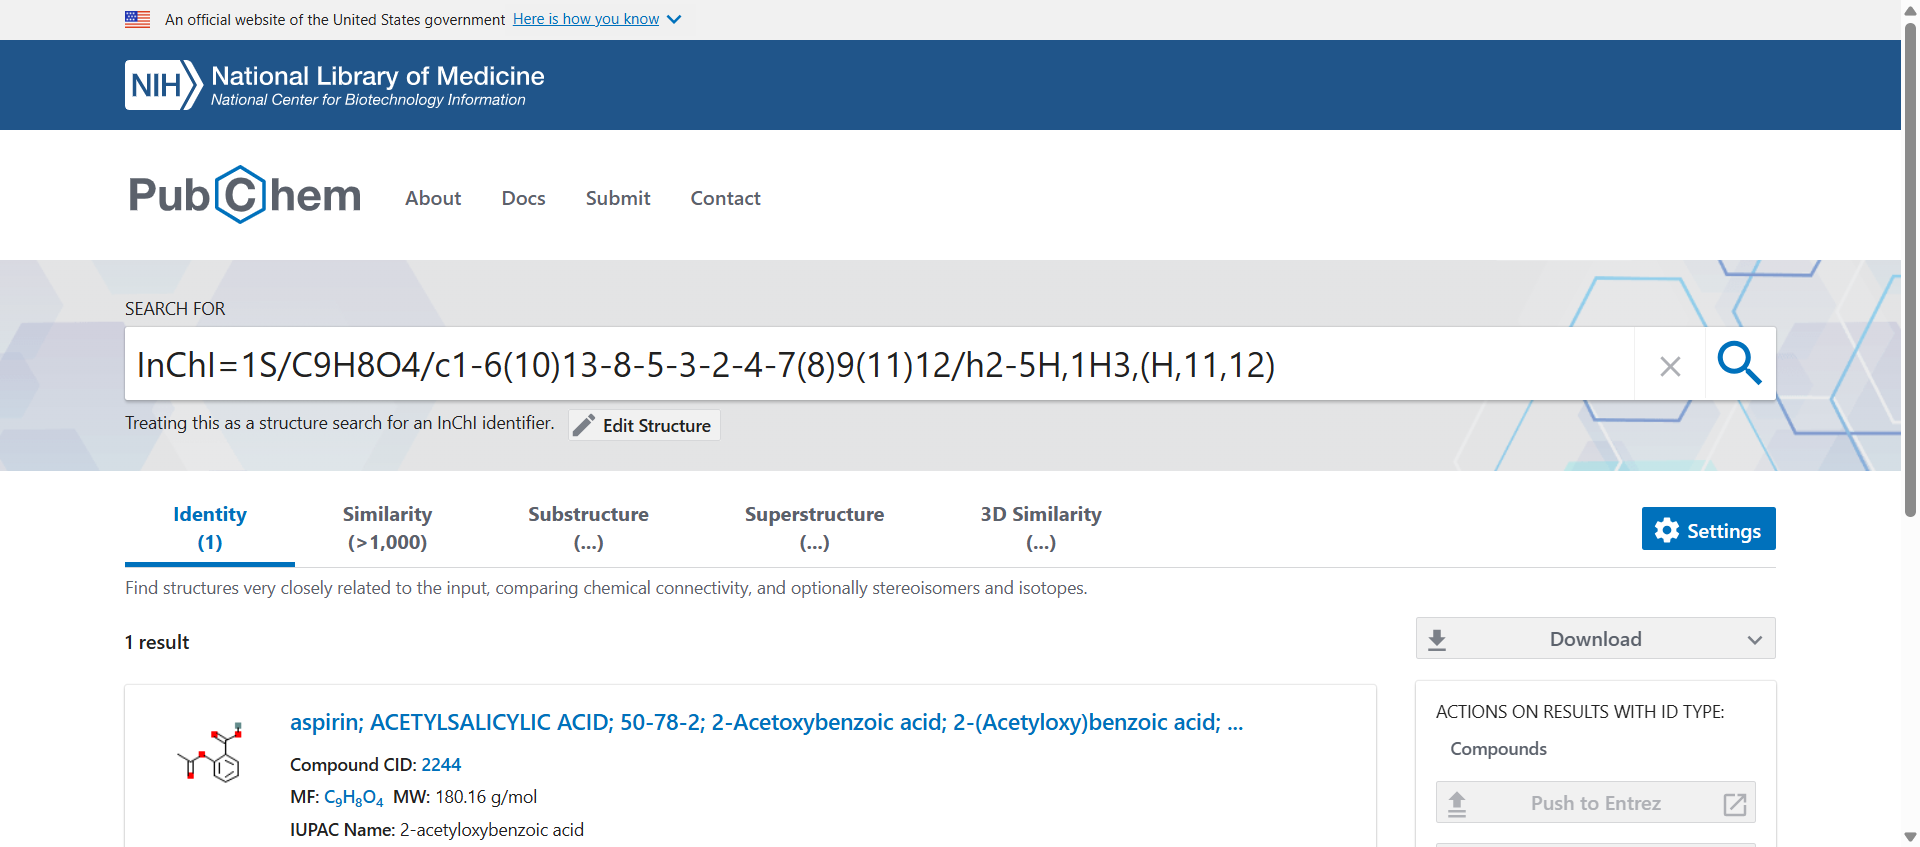 An official website of the United States government Here is how you know
NIH National Library of Medicine
National Center for Biotechnology Information
PubChem About Docs Submit Contact
SEARCH FOR
InChI=1S/C9H8O4/c1-6(10)13-8-5-3-2-4-7(8)9(11)12/h2-5H,1H3,(H,11,12)
Treating this as a structure search for an InChI identifier. Edit Structure
Identity Similarity Substructure Superstructure 3D Similarity
(1) (>1,000) (...) (...) (...)
Settings
Find structures very closely related to the input, comparing chemical connectivity, and optionally stereoisomers and isotopes.
1 result
Download
aspirin; ACETYLSALICYLIC ACID; 50-78-2; 2-Acetoxybenzoic acid; 2-(Acetyloxy)benzoic acid; ...
Compound CID: 2244
MF: C₉H₈O₄ MW: 180.16 g/mol
IUPAC Name: 2-acetyloxybenzoic acid
ACTIONS ON RESULTS WITH ID TYPE:
Compounds
Push to Entrez